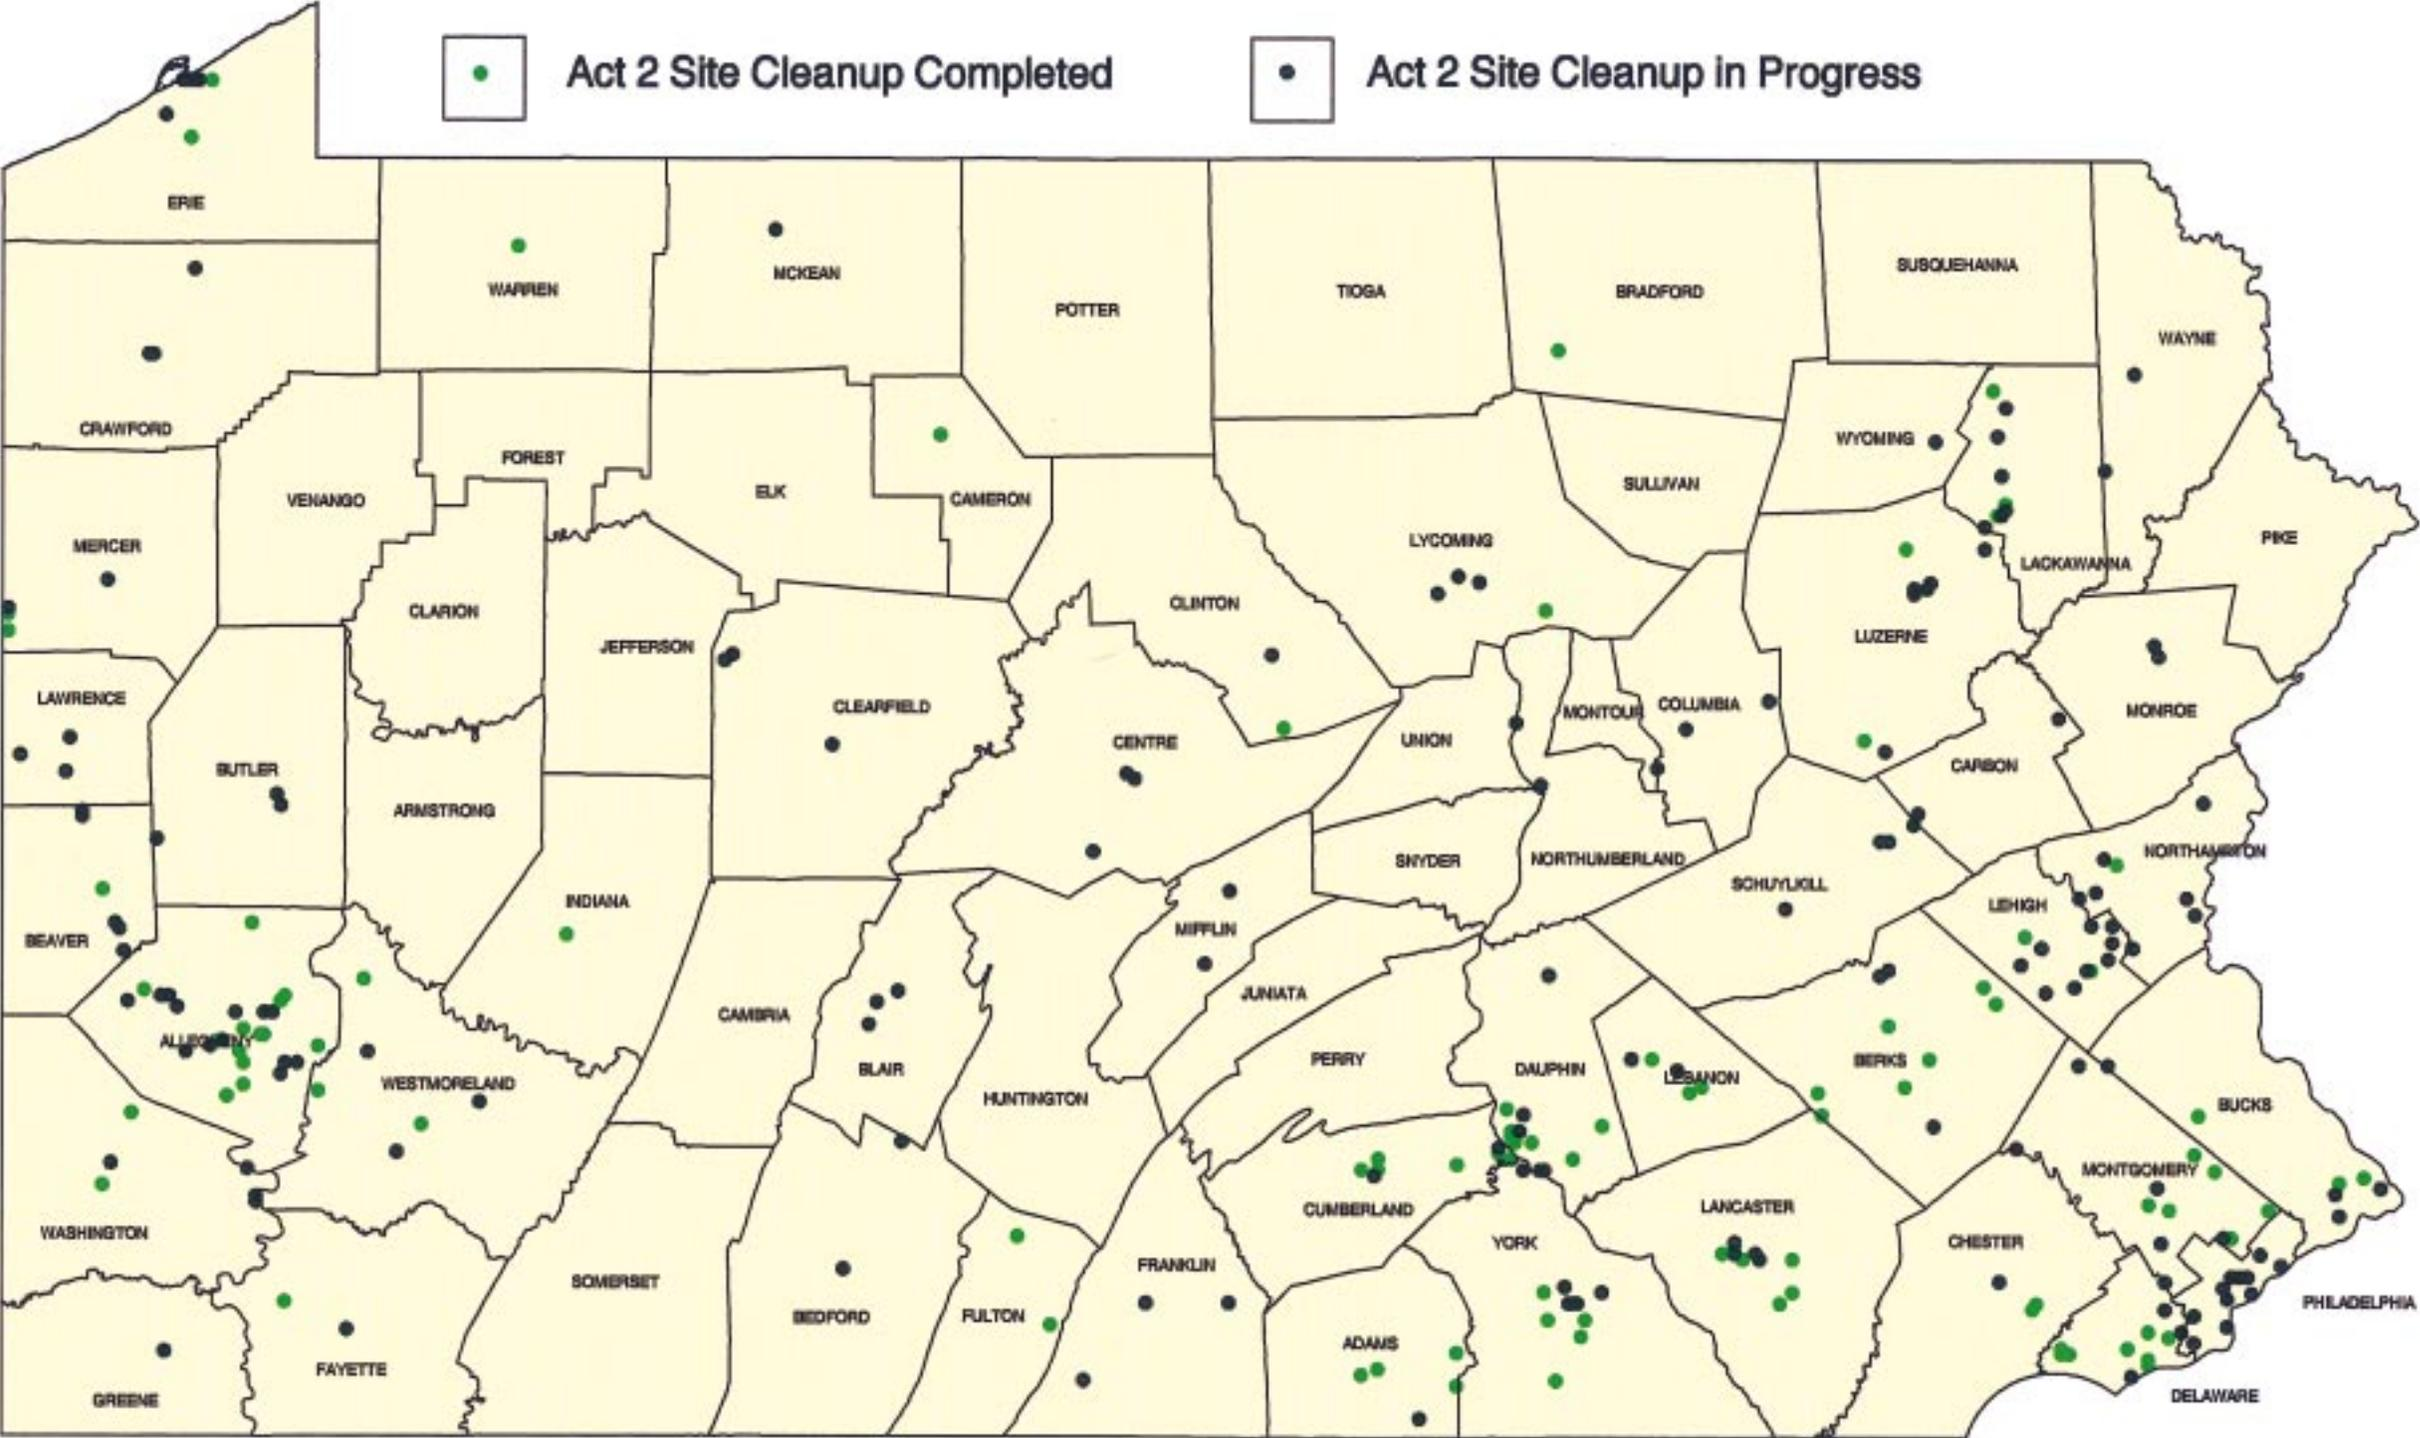 Act 2 Site Cleanup Completed
Act 2 Site Cleanup in Progress
ERIE
WARREN
MCKEAN
POTTER
TIOGA
BRADFORD
SUSQUEHANNA
WAYNE
CRAWFORD
FOREST
ELK
CAMERON
SULLIVAN
WYOMING
VENANGO
MERCER
LYCOMING
LACKAWANNA
PIKE
CLARION
JEFFERSON
CLINTON
LUZERNE
LAWRENCE
CLEARFIELD
CENTRE
UNION
MONTOUR
COLUMBIA
MONROE
BUTLER
ARMSTRONG
CARBON
SNYDER
NORTHUMBERLAND
NORTHAMPTON
INDIANA
SCHUYLKILL
LEHIGH
BEAVER
MIFFLIN
JUNIATA
CAMBRIA
ALLEGHENY
PERRY
BLAIR
DAUPHIN
LEBANON
BERKS
WESTMORELAND
HUNTINGTON
BUCKS
MONTGOMERY
CUMBERLAND
LANCASTER
WASHINGTON
YORK
CHESTER
SOMERSET
FRANKLIN
BEDFORD
FULTON
PHILADELPHIA
ADAMS
FAYETTE
GREENE
DELAWARE